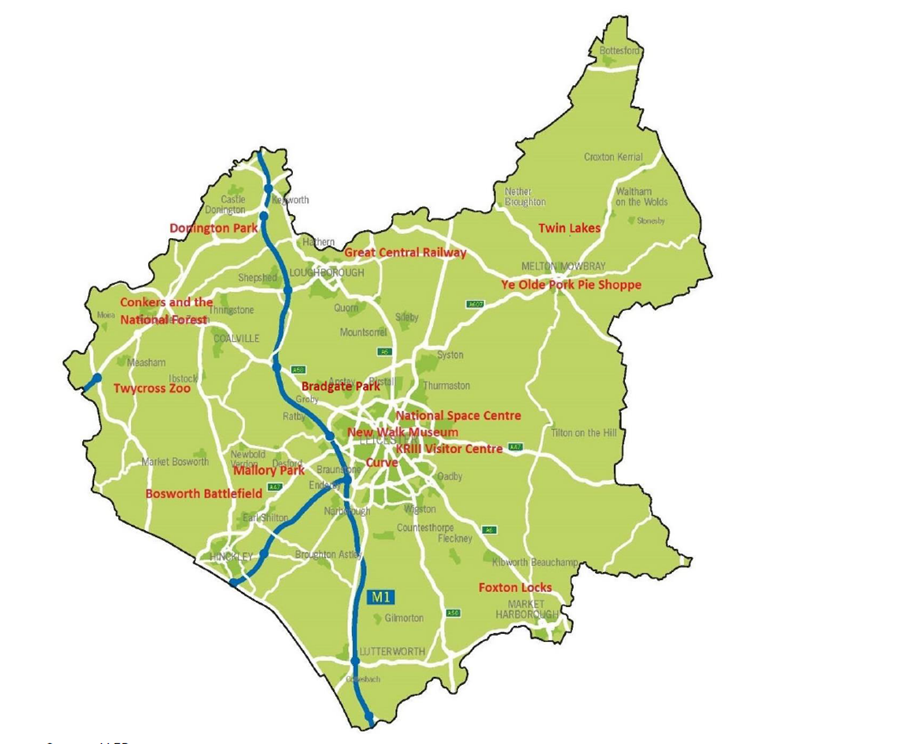 Bottesford
Croxton Kerrial
Waltham
on the Wolds
Nether
Broughton
Castle
Donington
Kegworth
Donington Park
Twin Lakes
Hathern
Great Central Railway
MELTON MOWBRAY
LOUGHBOROUGH
Shepshed
Ye Olde Pork Pie Shoppe
Conkers and the
National Forest
A607
Thringstone
Quorn
Sileby
Mountsorrel
COALVILLE
A6
Syston
Measham
Ibstock
A50
Twycross Zoo
Bradgate Park
Thurmaston
Groby
Ratby
National Space Centre
New Walk Museum
Tilton on the Hill
KRIII Visitor Centre
A47
Market Bosworth
Newbold
Verdon
Desford
Curve
Mallory Park
Braunstone
Oadby
A47
Bosworth Battlefield
Narborough
Wigston
Earl Shilton
Countesthorpe
A6
Fleckney
HINCKLEY
Broughton Astley
Kibworth Beauchamp
Foxton Locks
M1
MARKET
HARBOROUGH
Gilmorton
LUTTERWORTH